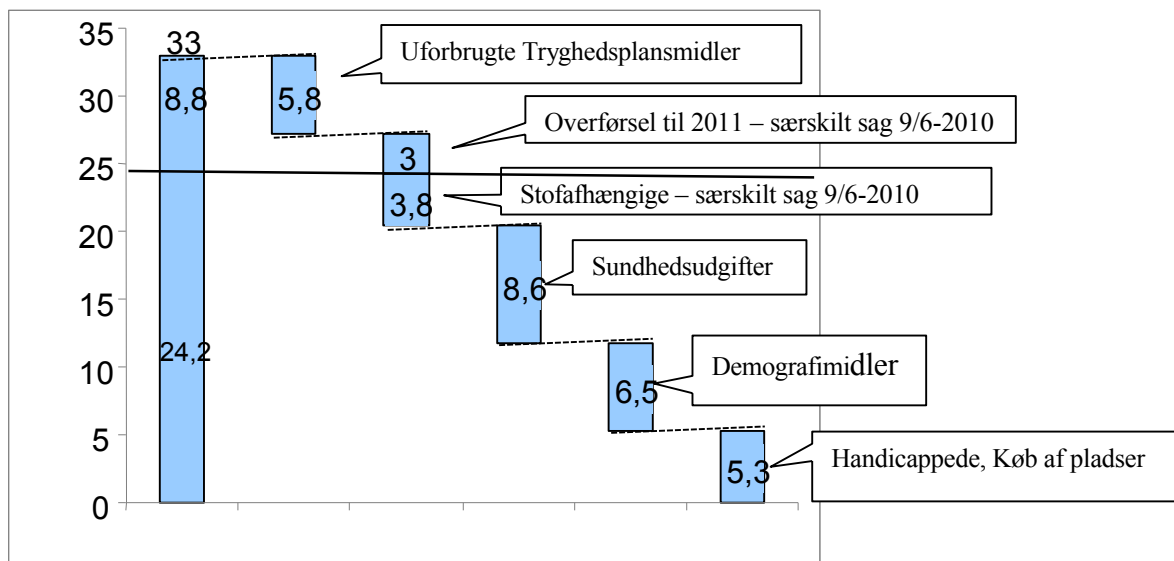 35
30
25
20
15
10
5
0
33
8,8
24,2
5,8
Uforbrugte Tryghedsplansmidler
3
Overførsel til 2011 – særskilt sag 9/6-2010
3,8
Stofafhængige – særskilt sag 9/6-2010
8,6
Sundhedsudgifter
6,5
Demografimidler
5,3
Handicappede, Køb af pladser